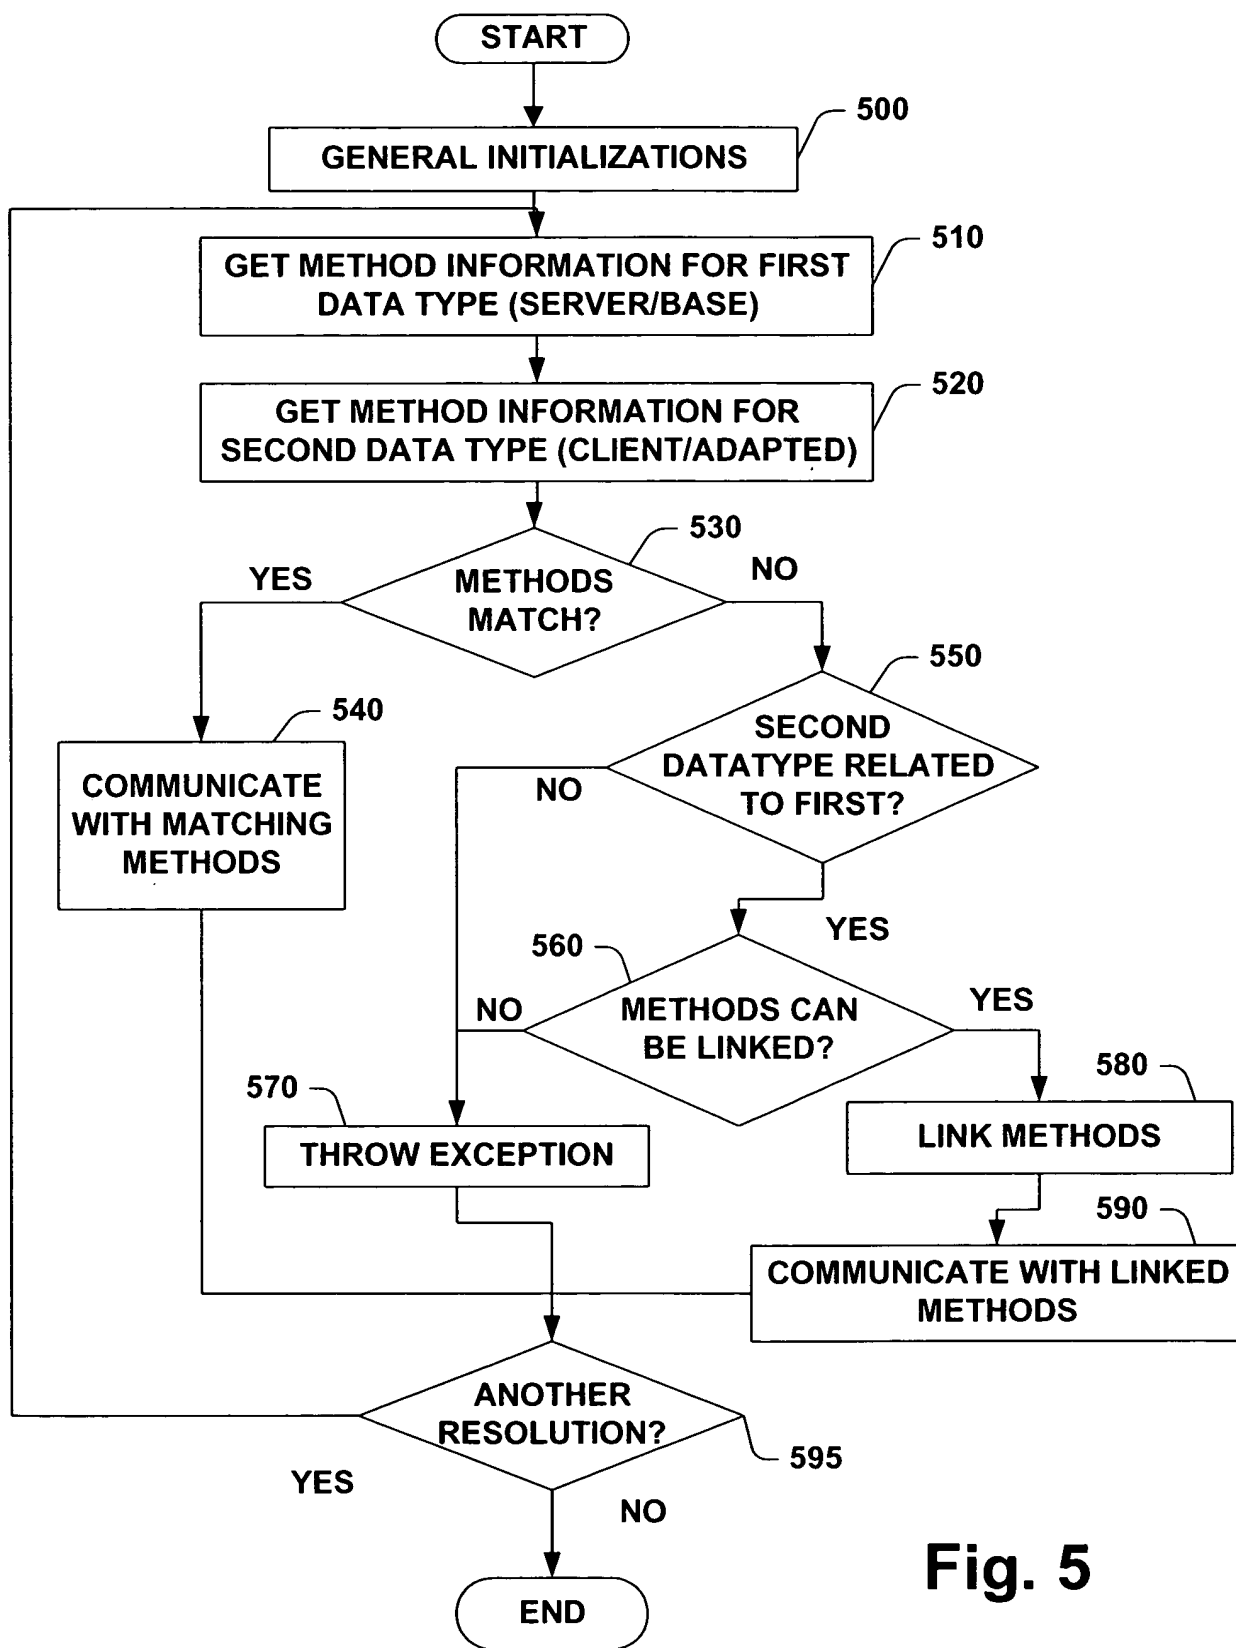 START
500
GENERAL INITIALIZATIONS
510
GET METHOD INFORMATION FOR FIRST
DATA TYPE (SERVER/BASE)
520
GET METHOD INFORMATION FOR
SECOND DATA TYPE (CLIENT/ADAPTED)
530
YES
NO
METHODS
MATCH?
550
540
SECOND
DATATYPE RELATED
TO FIRST?
NO
COMMUNICATE
WITH MATCHING
METHODS
YES
560
NO
METHODS CAN
BE LINKED?
YES
580
570
LINK METHODS
THROW EXCEPTION
590
COMMUNICATE WITH LINKED
METHODS
ANOTHER
RESOLUTION?
595
YES
NO
END
Fig. 5